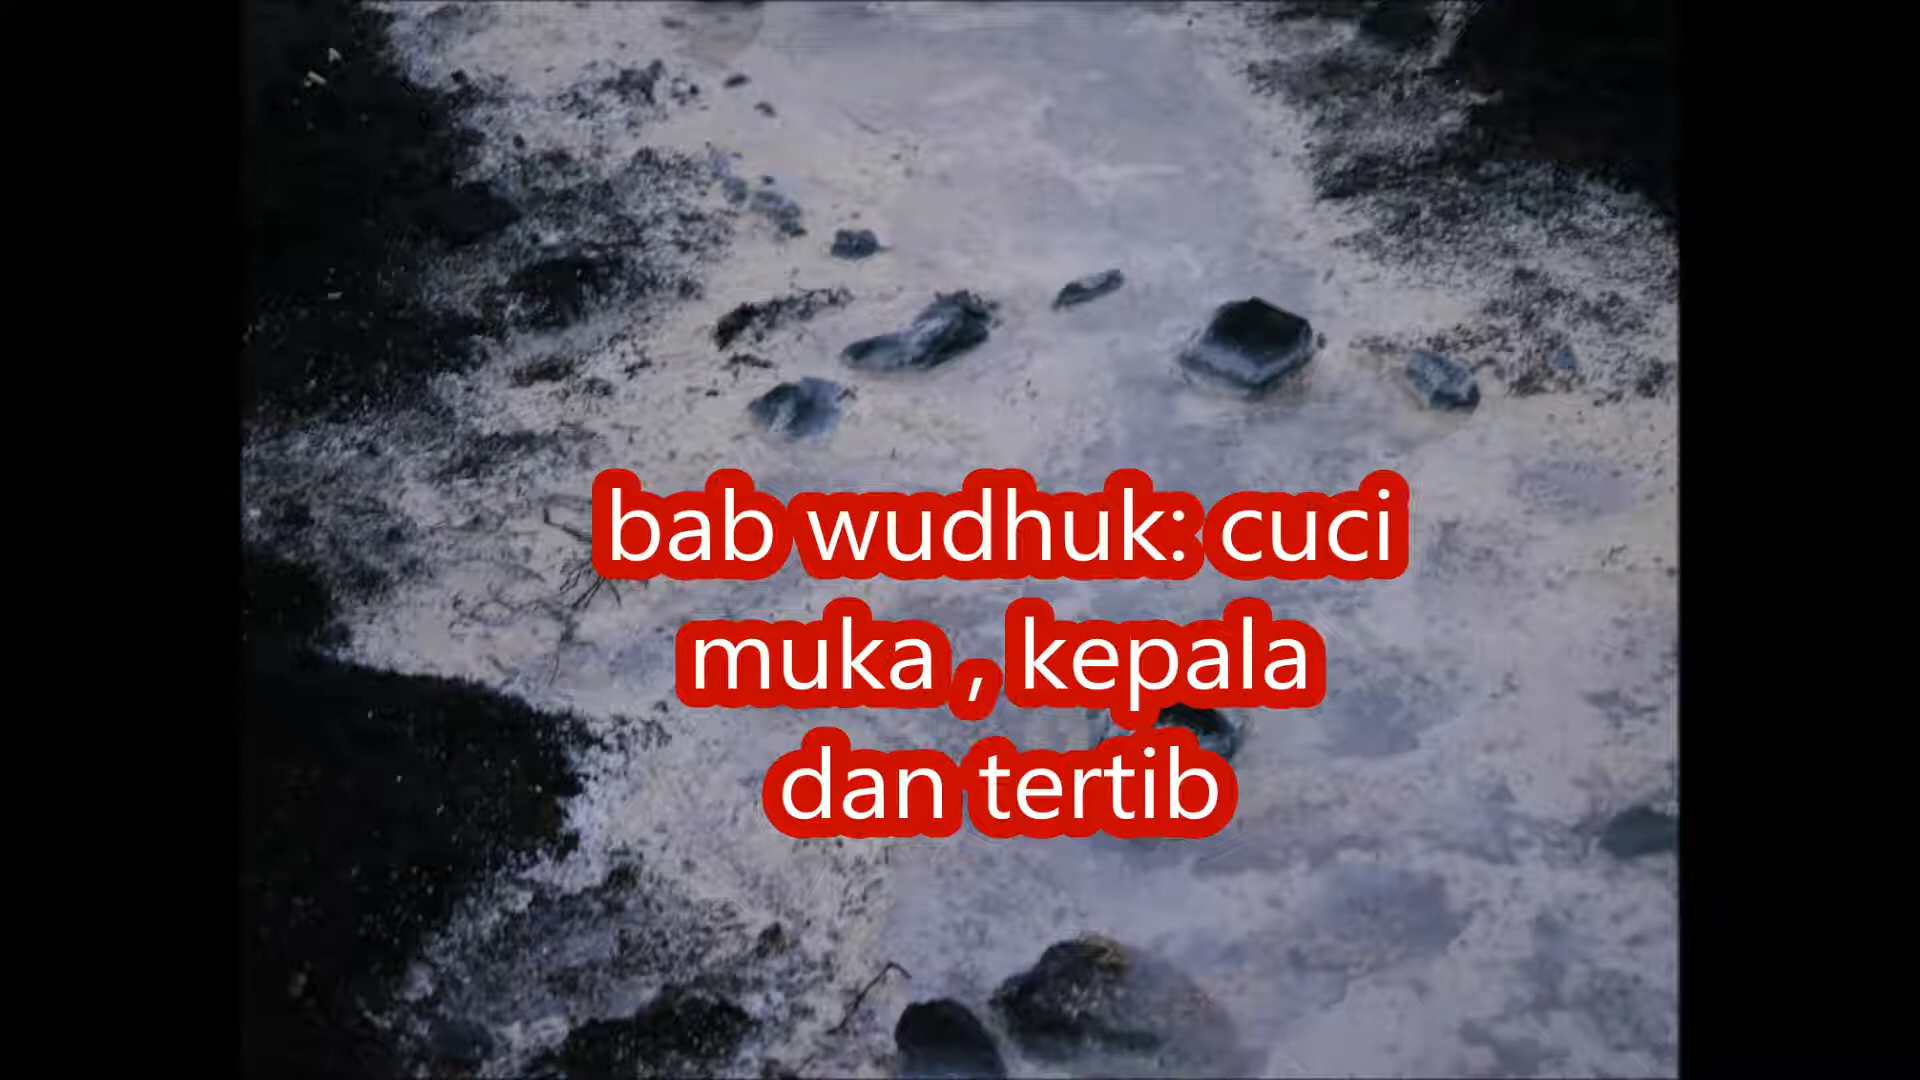 bab wudhuk: cuci
muka , kepala
dan tertib